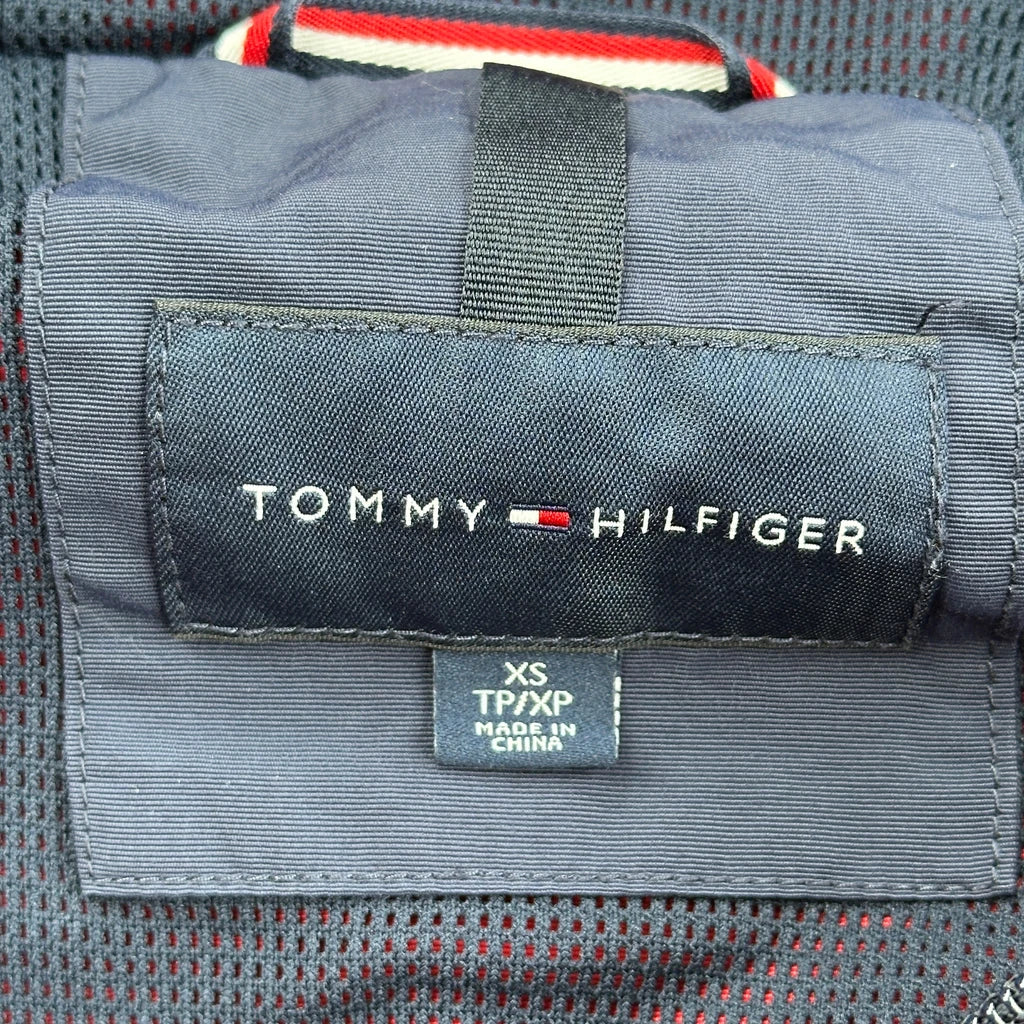 TOMMY HILFIGER
XS
TP/XP
MADE IN
CHINA